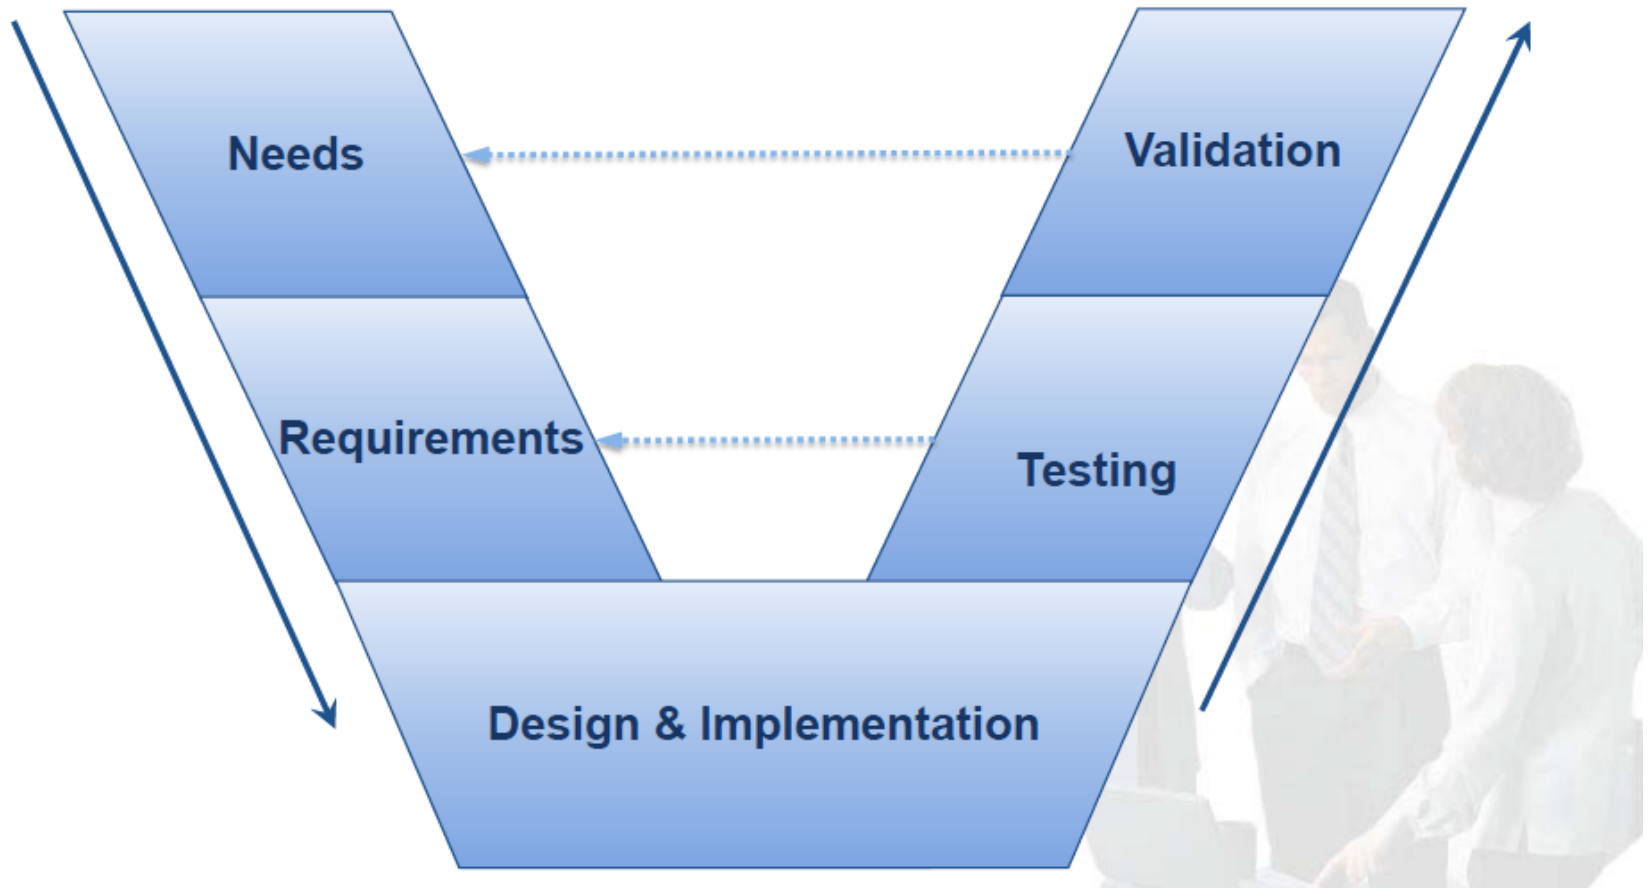 Needs
Validation
Requirements
Testing
Design & Implementation